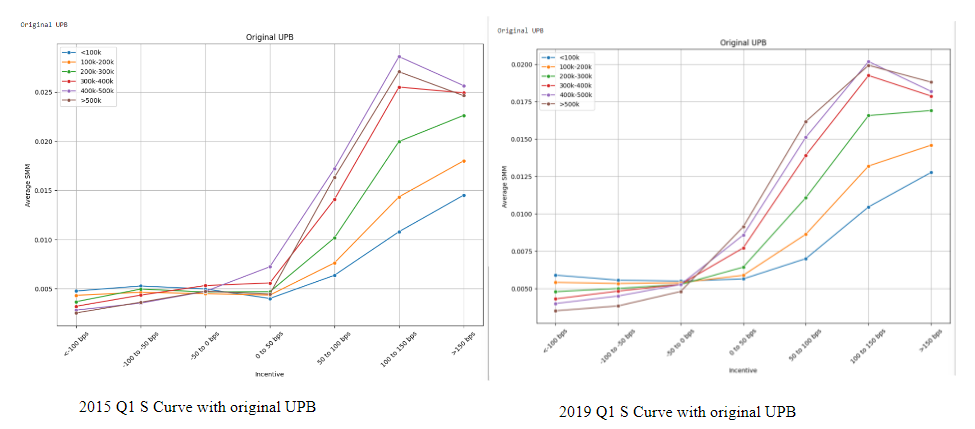 Original UPB
Original UPB
<100k
100k-200k
200k-300k
300k-400k
400k-500k
>500k
0.025
0.020
0.015
0.010
0.005
Average SMM
<-100 bps
-100 to -50 bps
-50 to 0 bps
0 to 50 bps
50 to 100 bps
100 to 150 bps
>150 bps
Incentive
2015 Q1 S Curve with original UPB
Original UPB
Original UPB
<100k
100k-200k
200k-300k
300k-400k
400k-500k
>500k
0.0200
0.0175
0.0150
0.0125
0.0100
0.0075
0.0050
Average SMM
<-100 bps
-100 to -50 bps
-50 to 0 bps
0 to 50 bps
50 to 100 bps
100 to 150 bps
>150 bps
Incentive
2019 Q1 S Curve with original UPB